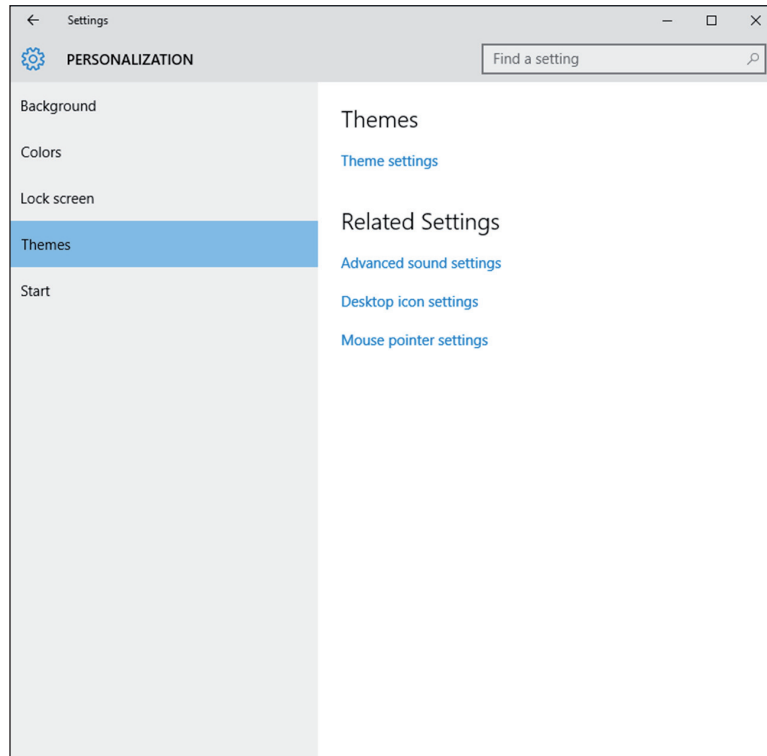 Settings
PERSONALIZATION
Find a setting
Background
Colors
Lock screen
Themes
Start
Themes
Theme settings
Related Settings
Advanced sound settings
Desktop icon settings
Mouse pointer settings